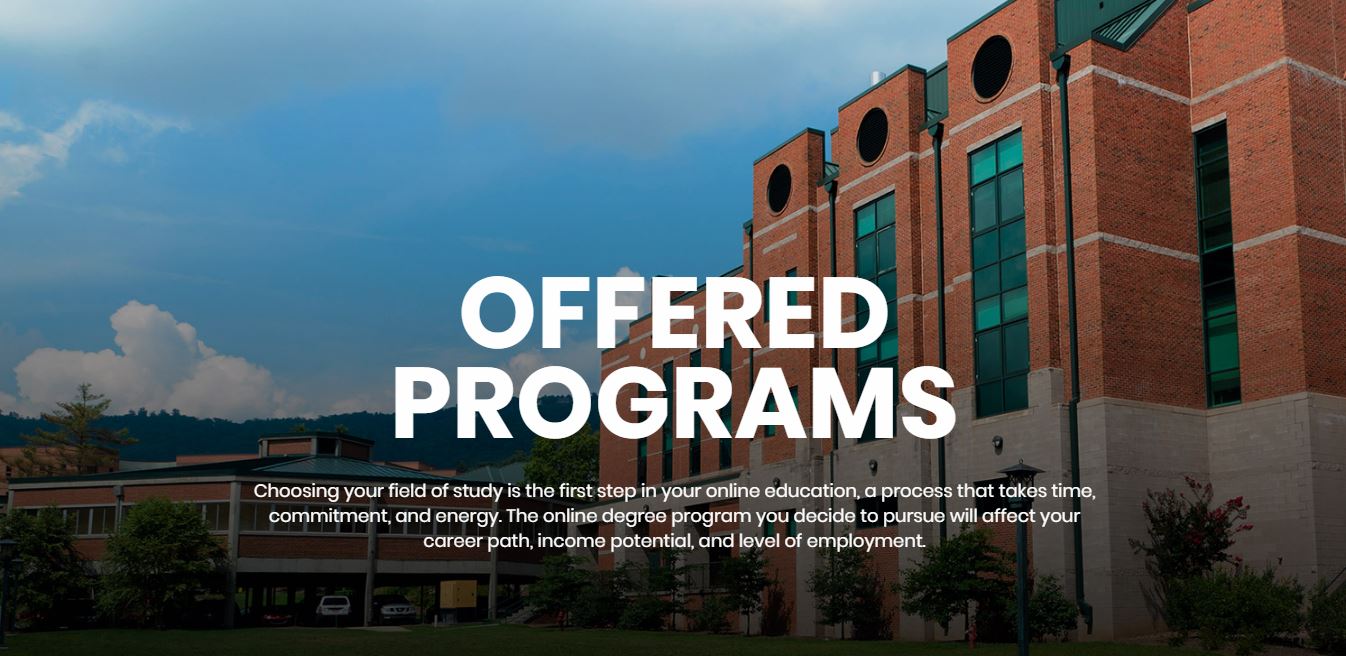 OFFERED
PROGRAMS
Choosing your field of study is the first step in your online education, a process that takes time,
commitment, and energy. The online degree program you decide to pursue will affect your
career path, income potential, and level of employment.